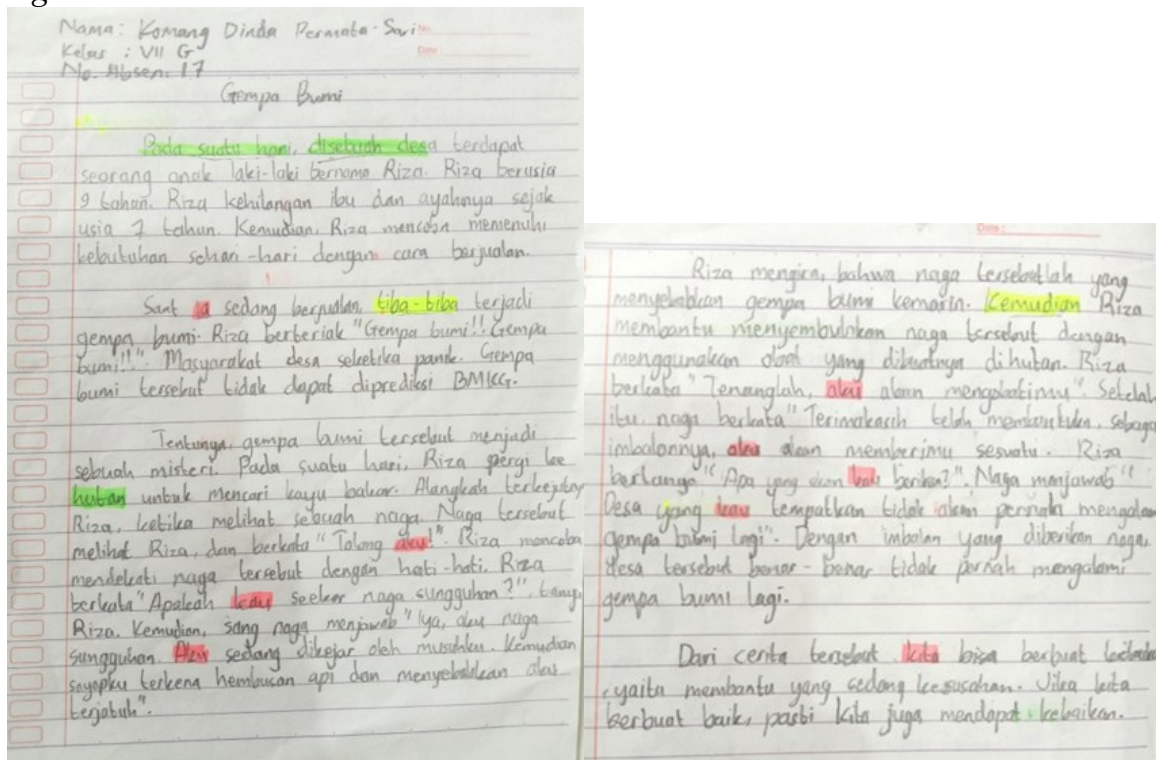 Nama : Komang Dinda Permata Sari
Kelas : VII G
No. Absen. 17
No:
Date:
Gempa Bumi
Pada suatu hari, disebuah desa terdapat
seorang anak laki-laki bernama Riza. Riza berusia
9 tahun. Riza kehilangan ibu dan ayahnya sejak
usia 7 tahun. Kemudian, Riza mencoba memenuhi
kebutuhan sehari-hari dengan cara berjualan.
Saat ia sedang berjualan, tiba-tiba terjadi
gempa bumi. Riza berteriak "Gempa bumi!! Gempa
bumi!!!". Masyarakat desa seketika panik. Gempa
bumi tersebut tidak dapat diprediksi BMKG.
Tentunya, gempa bumi tersebut menjadi
sebuah misteri. Pada suatu hari, Riza pergi ke
hutan untuk mencari kayu bakar. Alangkah terkejutnya
Riza, ketika melihat sebuah naga. Naga tersebut
melihat Riza, dan berkata "Tolong aku!". Riza mencoba
mendekati naga tersebut dengan hati-hati. Riza
berkata "Apakah kau seekor naga sungguhan?", tanya
Riza. Kemudian, sang naga menjawab "Iya, aku naga
sungguhan. Aku sedang dikejar oleh musuhku. Kemudian
sayapku terkena hembusan api dan menyebabkan aku
terjatuh".
Date :
Riza mengira, bahwa naga tersebutlah yang
menyebabkan gempa bumi kemarin. Kemudian Riza
membantu menyembuhkan naga tersebut dengan
menggunakan obat yang dibuatnya dihutan. Riza
berkata "Tenanglah, aku akan mengobatimu". Setelah
itu, naga berkata "Terimakasih telah membantuku, sebagai
imbalannya, aku akan memberimu sesuatu. Riza
bertanya "Apa yang akan kau berikan?". Naga menjawab "
Desa yang kau tempatkan tidak akan pernah mengalami
gempa bumi lagi". Dengan imbalan yang diberikan naga,
desa tersebut benar-benar tidak pernah mengalami
gempa bumi lagi.
Dari cerita tersebut kita bisa berbuat kebaikan
, yaitu membantu yang sedang kesusahan. Jika kita
berbuat baik, pasti kita juga mendapat kebaikan.